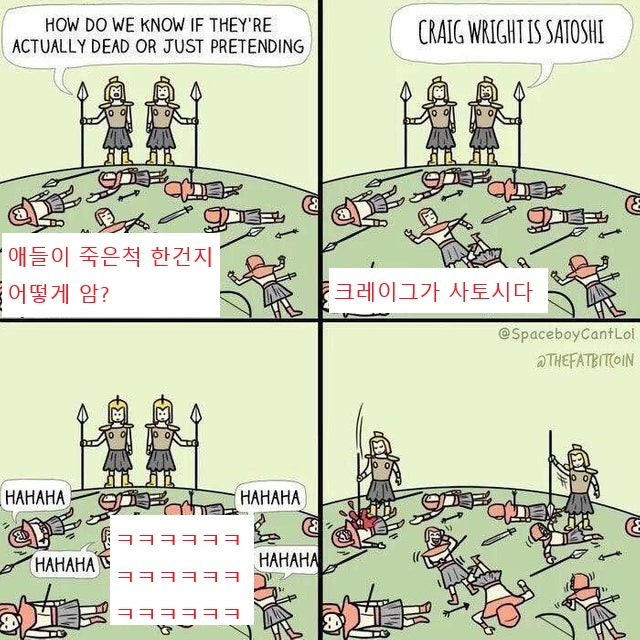 HOW DO WE KNOW IF THEY'RE
ACTUALLY DEAD OR JUST PRETENDING
CRAIG WRIGHT IS SATOSHI
애들이 죽은척 한건지
어떻게 암?
크레이그가 사토시다
@SpaceboyCantLol
@THEFATBITCOIN
HAHAHA
HAHAHA
HAHAHA
HAHAHA
ㅋㅋㅋㅋㅋㅋ
ㅋㅋㅋㅋㅋㅋ
ㅋㅋㅋㅋㅋㅋ